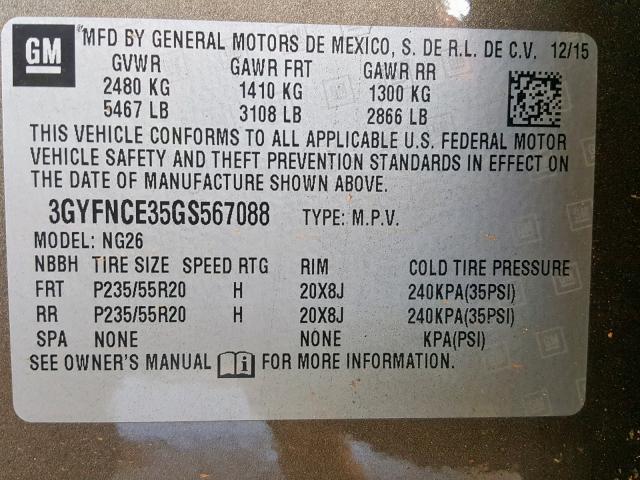 GM
MFD BY GENERAL MOTORS DE MEXICO, S. DE R.L. DE C.V. 12/15
GVWR GAWR FRT GAWR RR
2480 KG 1410 KG 1300 KG
5467 LB 3108 LB 2866 LB
THIS VEHICLE CONFORMS TO ALL APPLICABLE U.S. FEDERAL MOTOR
VEHICLE SAFETY AND THEFT PREVENTION STANDARDS IN EFFECT ON
THE DATE OF MANUFACTURE SHOWN ABOVE.
3GYFNCE35GS567088 TYPE: M.P.V.
MODEL: NG26
NBBH TIRE SIZE SPEED RTG RIM COLD TIRE PRESSURE
FRT P235/55R20 H 20X8J 240KPA(35PSI)
RR P235/55R20 H 20X8J 240KPA(35PSI)
SPA NONE NONE KPA(PSI)
SEE OWNER'S MANUAL i FOR MORE INFORMATION.